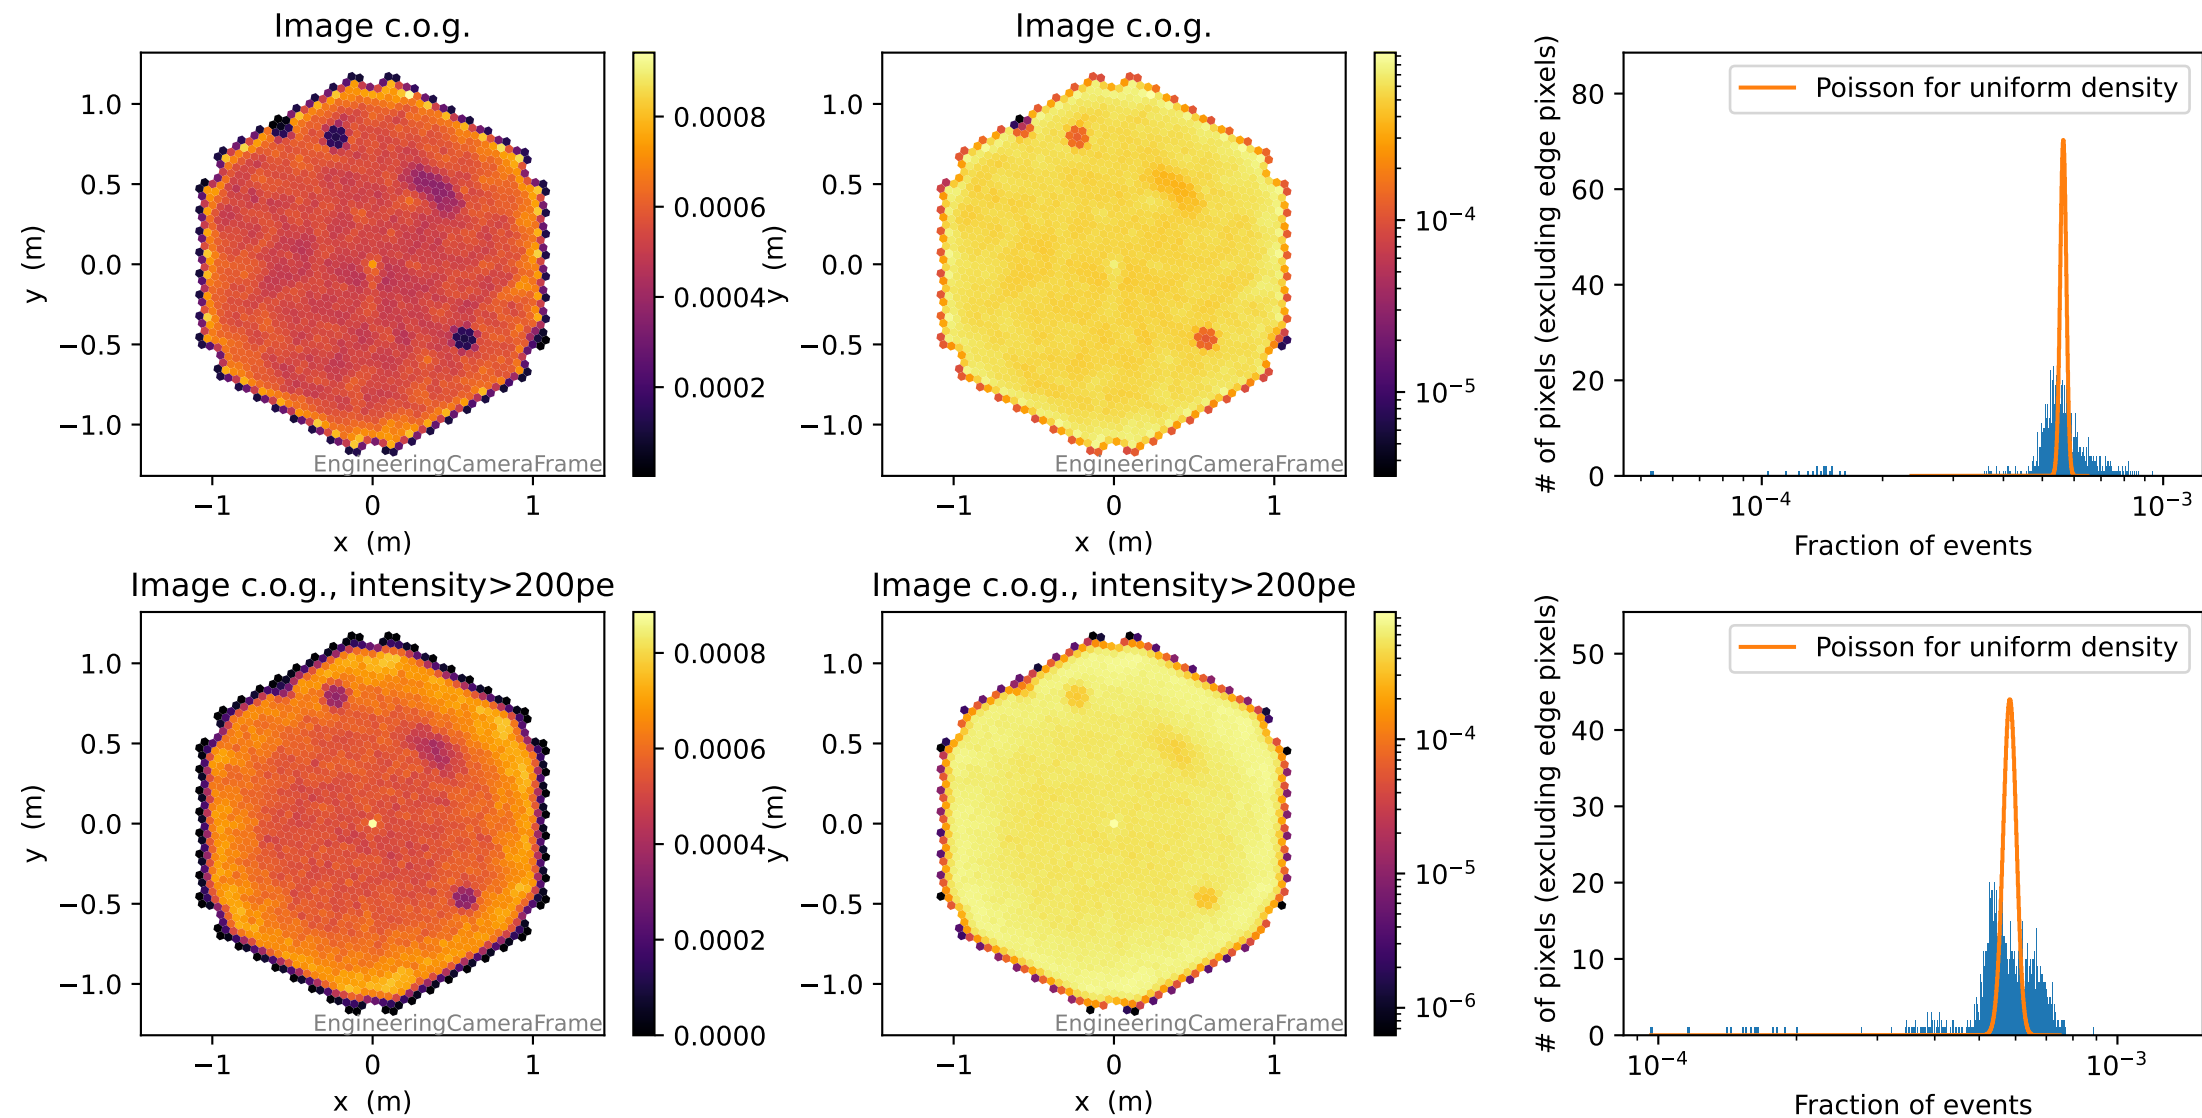 Image c.o.g.
1.0
0.5
0.0
−0.5
−1.0
y (m)
−1
0
1
x (m)
EngineeringCameraFrame
0.0008
0.0006
0.0004
0.0002
Image c.o.g.
1.0
0.5
0.0
−0.5
−1.0
y (m)
−1
0
1
x (m)
EngineeringCameraFrame
10⁻⁴
10⁻⁵
# of pixels (excluding edge pixels)
80
60
40
20
0
Poisson for uniform density
10⁻⁴
10⁻³
Fraction of events
Image c.o.g., intensity>200pe
1.0
0.5
0.0
−0.5
−1.0
y (m)
−1
0
1
x (m)
EngineeringCameraFrame
0.0008
0.0006
0.0004
0.0002
0.0000
Image c.o.g., intensity>200pe
1.0
0.5
0.0
−0.5
−1.0
y (m)
−1
0
1
x (m)
EngineeringCameraFrame
10⁻⁴
10⁻⁵
10⁻⁶
# of pixels (excluding edge pixels)
50
40
30
20
10
0
Poisson for uniform density
10⁻⁴
10⁻³
Fraction of events